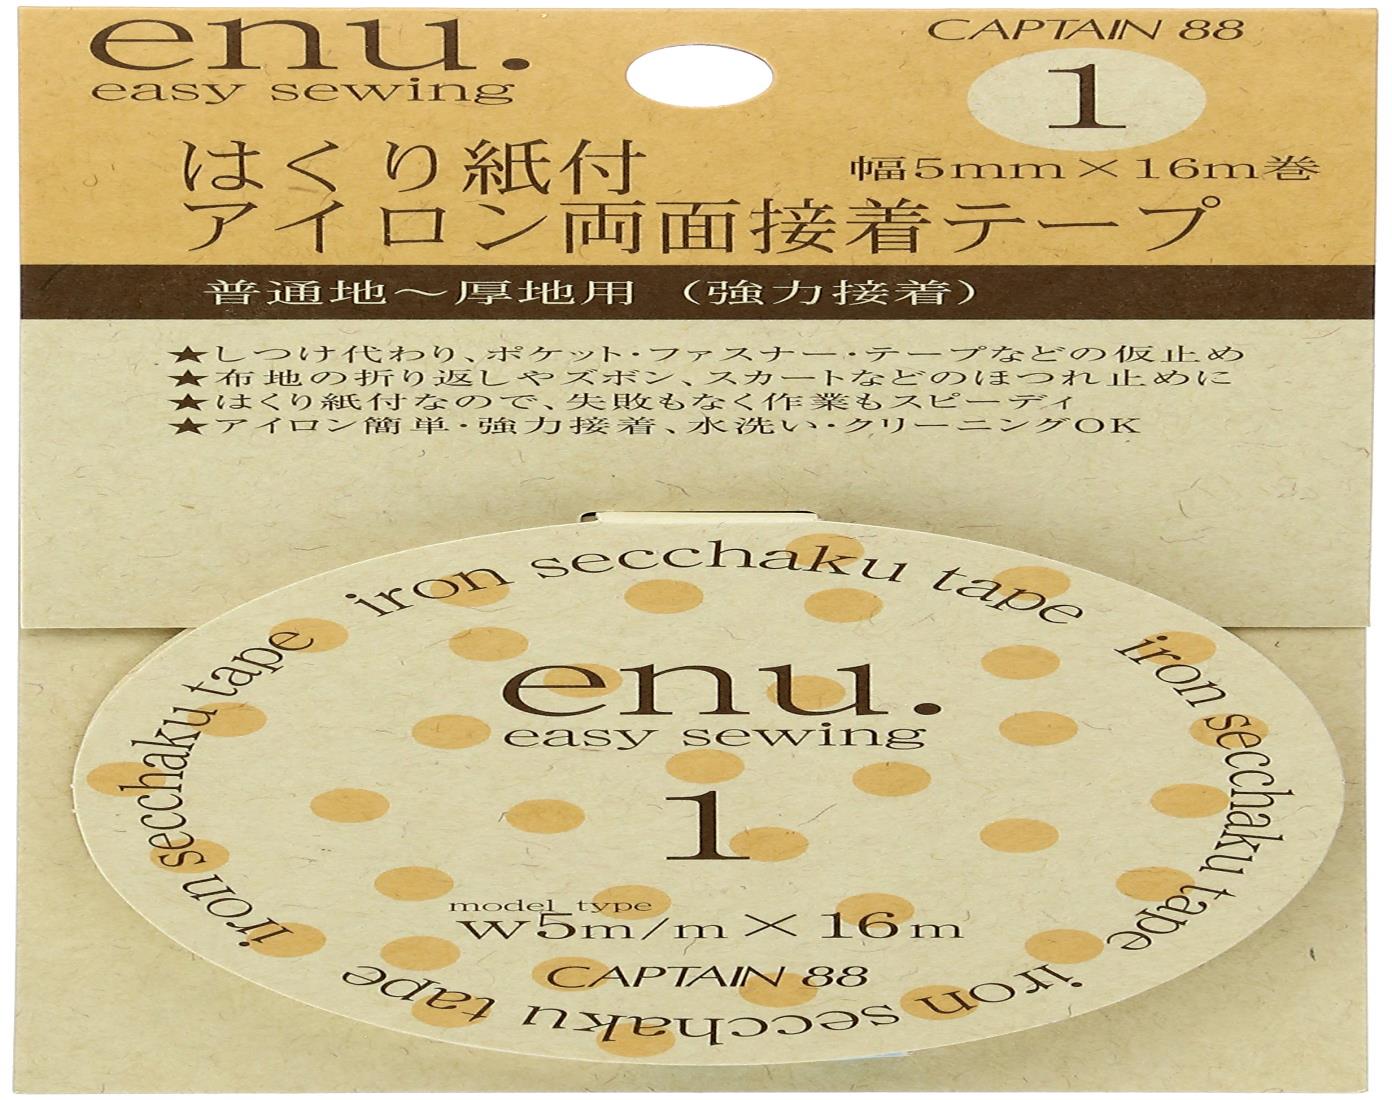 enu.
easy sewing
CAPTAIN 88
1
幅5mm×16m巻
はくり紙付
アイロン両面接着テープ
普通地〜厚地用（強力接着）
★しつけ代わり、ポケット・ファスナー・テープなどの仮止め
★布地の折り返しやズボン、スカートなどのほつれ止めに
★はくり紙付なので、失敗もなく作業もスピーディ
★アイロン簡単・強力接着、水洗い・クリーニングOK
iron secchaku tape
iron secchaku tape
iron secchaku tape
iron secchaku tape
enu.
easy sewing
1
model type
W5m/m×16m
CAPTAIN 88